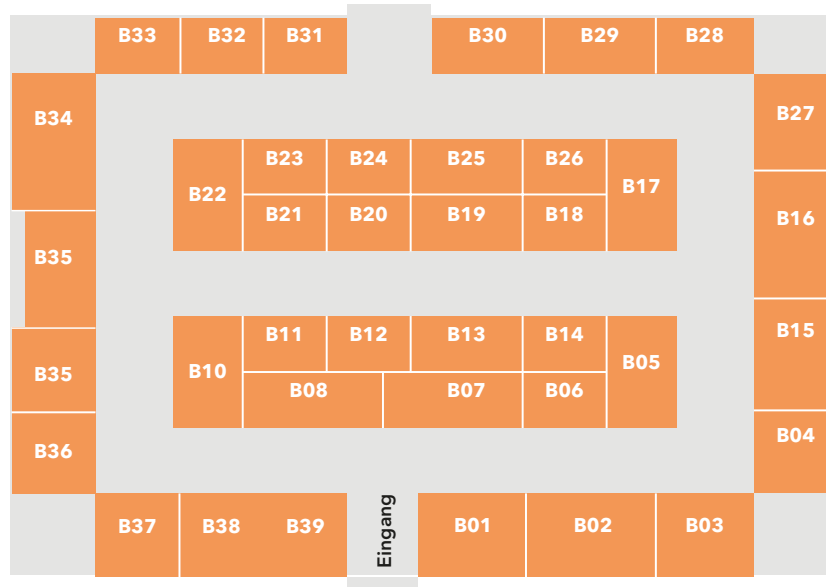 B33 B32 B31 B30 B29 B28
B34 B27
B23 B24 B25 B26
B22 B17
B21 B20 B19 B18 B16
B35
B11 B12 B13 B14 B15
B35 B10 B05
B08 B07 B06
B36 B04
B37 B38 B39 Eingang B01 B02 B03